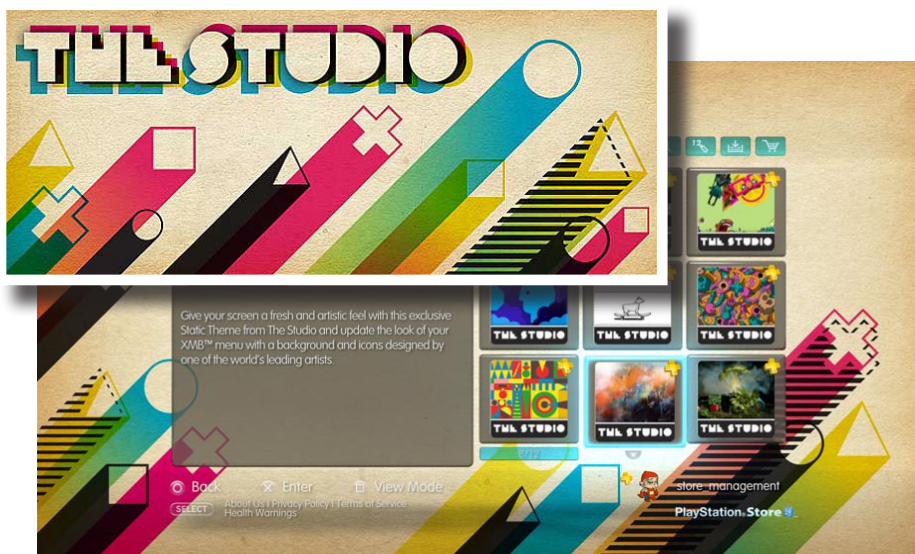 THE STUDIO
12
THE STUDIO
Give your screen a fresh and artistic feel with this exclusive
Static Theme from The Studio and update the look of your
XMB™ menu with a background and icons designed by
one of the world's leading artists
THE STUDIO
THE STUDIO
THE STUDIO
THE STUDIO
THE STUDIO
THE STUDIO
Back
Enter
View Mode
store_management
SELECT
About Us | Privacy Policy | Terms of Service
Health Warnings
PlayStation Store